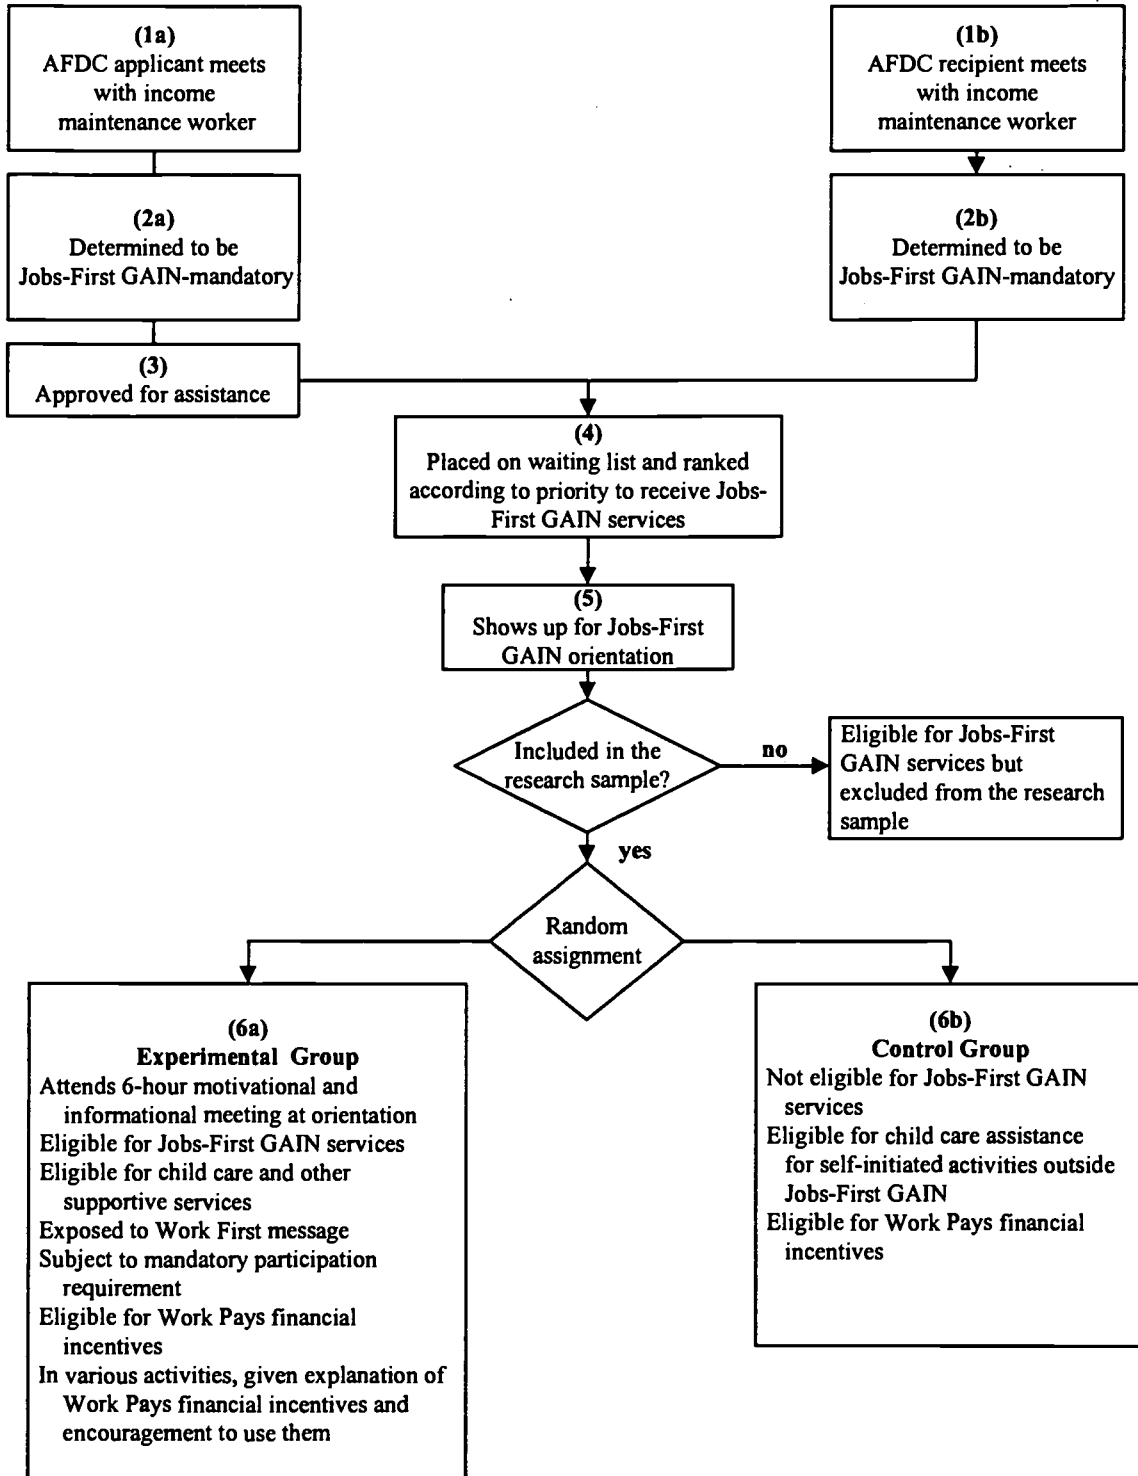 (1a)
AFDC applicant meets
with income
maintenance worker
(1b)
AFDC recipient meets
with income
maintenance worker
(2a)
Determined to be
Jobs-First GAIN-mandatory
(2b)
Determined to be
Jobs-First GAIN-mandatory
(3)
Approved for assistance
(4)
Placed on waiting list and ranked
according to priority to receive Jobs-
First GAIN services
(5)
Shows up for Jobs-First
GAIN orientation
Included in the
research sample?
no
Eligible for Jobs-First
GAIN services but
excluded from the research
sample
yes
Random
assignment
(6a)
Experimental Group
Attends 6-hour motivational and
informational meeting at orientation
Eligible for Jobs-First GAIN services
Eligible for child care and other
supportive services
Exposed to Work First message
Subject to mandatory participation
requirement
Eligible for Work Pays financial
incentives
In various activities, given explanation of
Work Pays financial incentives and
encouragement to use them
(6b)
Control Group
Not eligible for Jobs-First GAIN
services
Eligible for child care assistance
for self-initiated activities outside
Jobs-First GAIN
Eligible for Work Pays financial
incentives